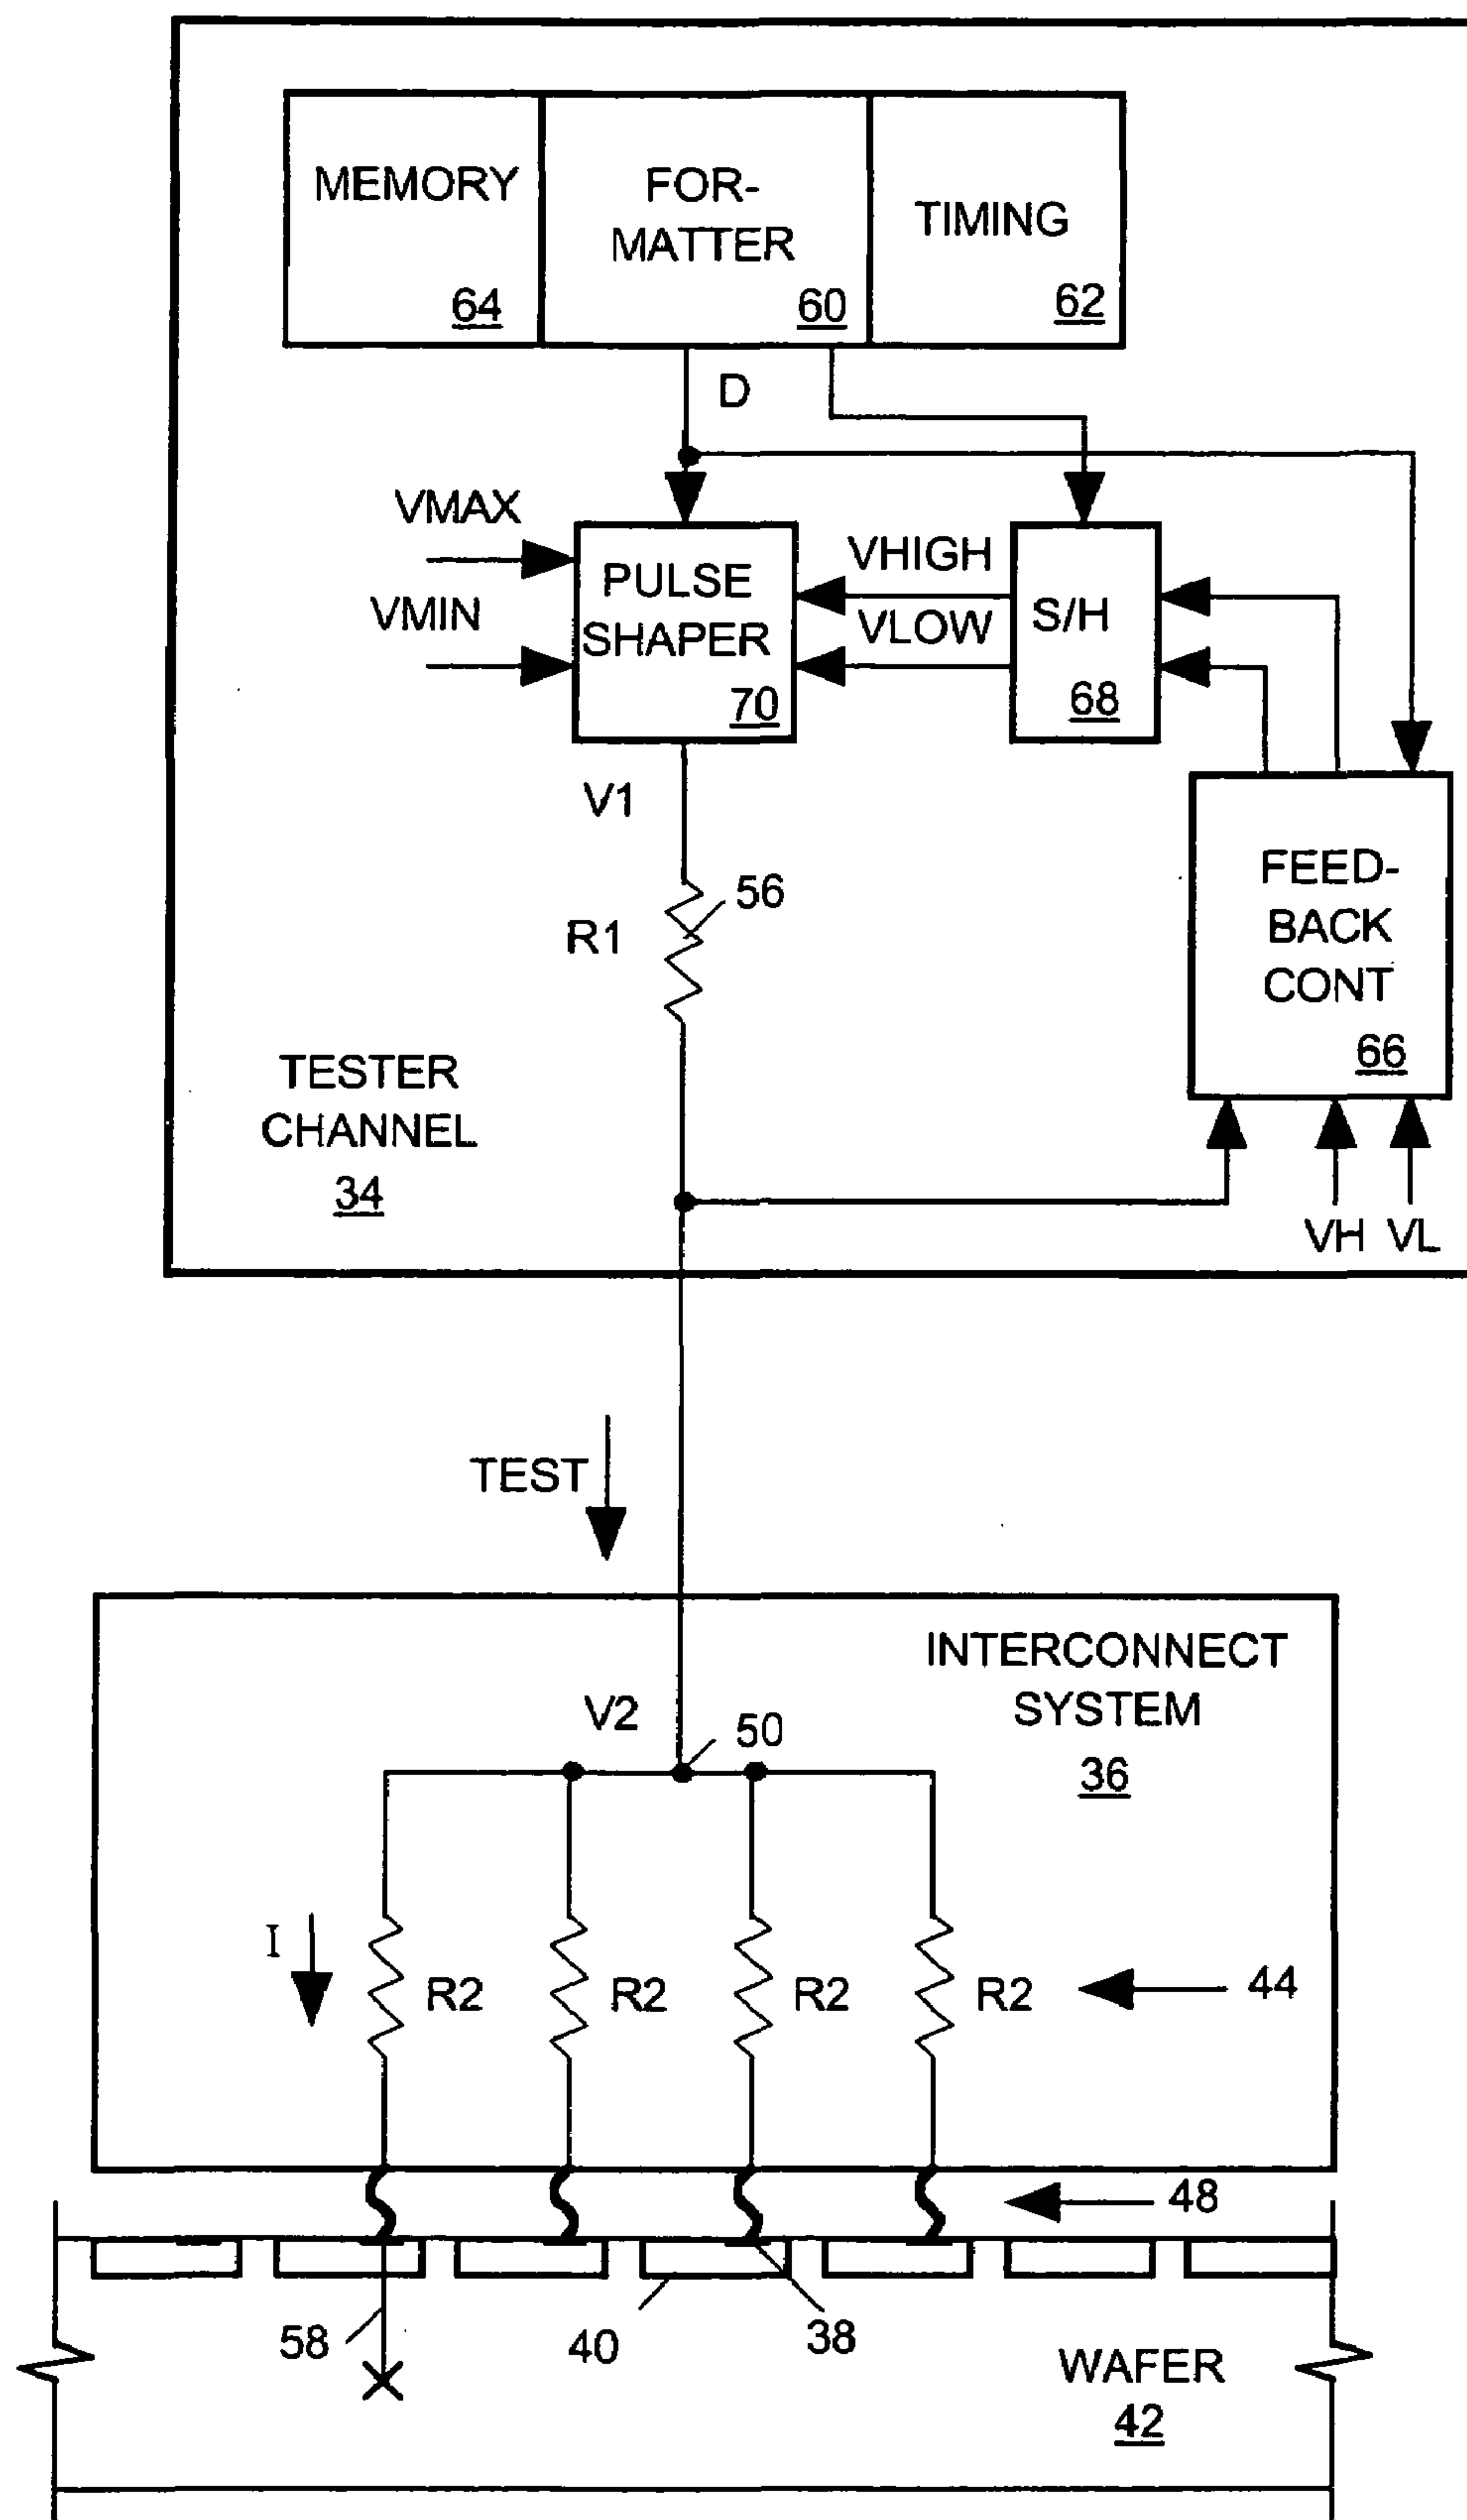 MEMORY
64
FOR-
MATTER
60
TIMING
62
D
VMAX
VMIN
PULSE
SHAPER
70
VHIGH
VLOW
S/H
68
V1
R1
56
FEED-
BACK
CONT
66
TESTER
CHANNEL
34
VH VL
TEST
INTERCONNECT
SYSTEM
36
V2
50
I
R2
R2
R2
R2
44
48
58
40
38
WAFER
42